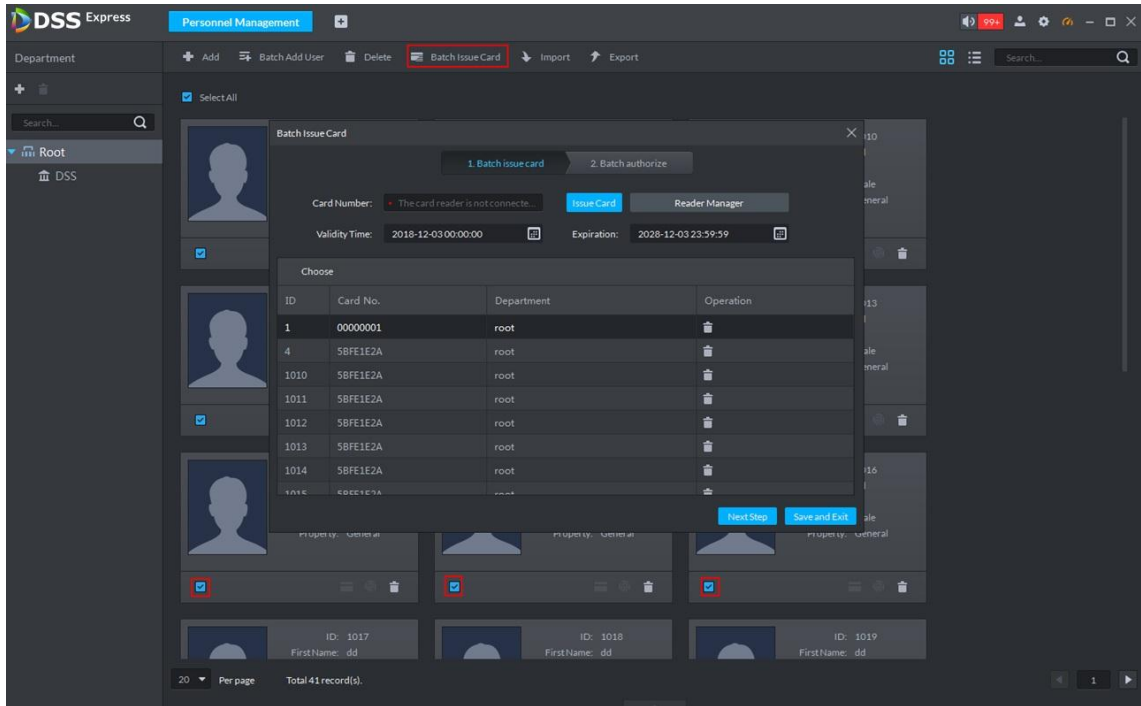 DSS Express
Personnel Management
99+
Department
Add
Batch Add User
Delete
Batch Issue Card
Import
Export
Search...
Search...
Root
DSS
Select All
Batch Issue Card
1. Batch issue card
2. Batch authorize
Card Number:
The card reader is not connecte...
Issue Card
Reader Manager
Validity Time:
2018-12-03 00:00:00
Expiration:
2028-12-03 23:59:59
Choose
ID Card No. Department Operation
1 00000001 root
4 5BFE1E2A root
1010 5BFE1E2A root
1011 5BFE1E2A root
1012 5BFE1E2A root
1013 5BFE1E2A root
1014 5BFE1E2A root
1015 5BFE1E2A root
Next Step
Save and Exit
Property: General
Property: General
Property: General
ID: 1017
First Name: dd
ID: 1018
First Name: dd
ID: 1019
First Name: dd
20
Per page
Total 41 record(s).
1